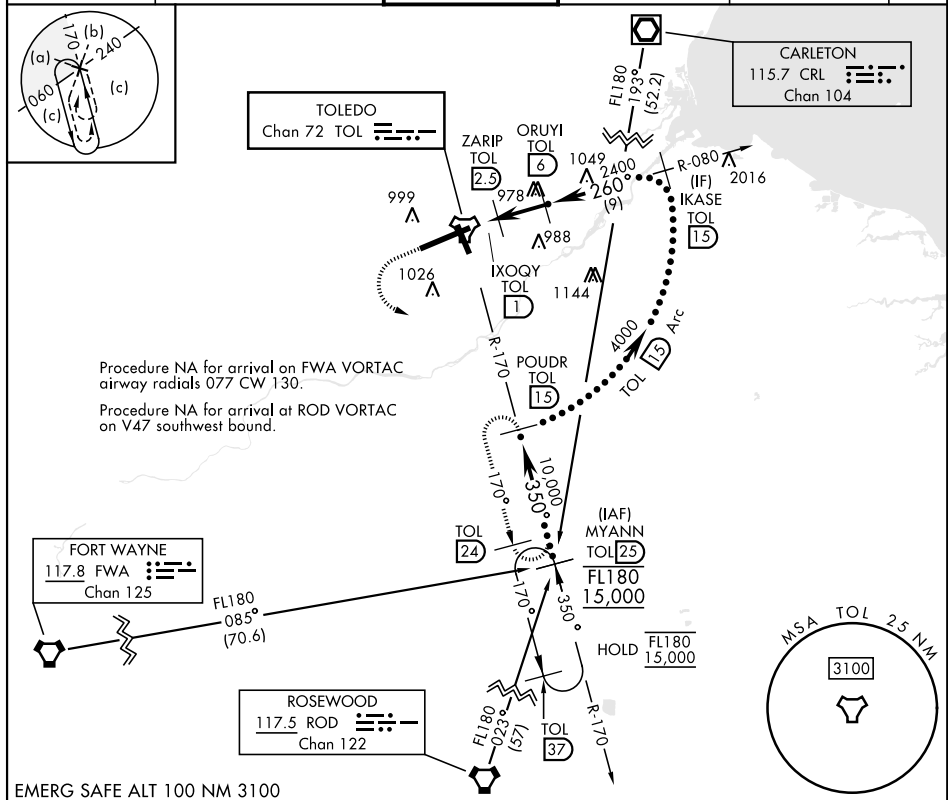 170
(b)
240
(a)
060
(c)
(c)
TOLEDO
Chan 72 TOL
CARLETON
115.7 CRL
Chan 104
FL180
193°
(52.2)
ZARIP
TOL
2.5
ORUYI
TOL
6
1049
2400
260°
(9)
R-080
2016
(IF)
IKASE
TOL
15
999
978
988
1026
IXOQY
TOL
1
1144
Procedure NA for arrival on FWA VORTAC
airway radials 077 CW 130.
Procedure NA for arrival at ROD VORTAC
on V47 southwest bound.
R-170
POUDR
TOL
15
4000
TOL 15 Arc
10,000
350°
170°
TOL
24
(IAF)
MYANN
TOL 25
FL180
15,000
FORT WAYNE
117.8 FWA
Chan 125
FL180
085°
(70.6)
170°
350°
HOLD FL180
15,000
ROSEWOOD
117.5 ROD
Chan 122
FL180
023°
(57)
TOL
37
R-170
MSA TOL 25 NM
3100
EMERG SAFE ALT 100 NM 3100